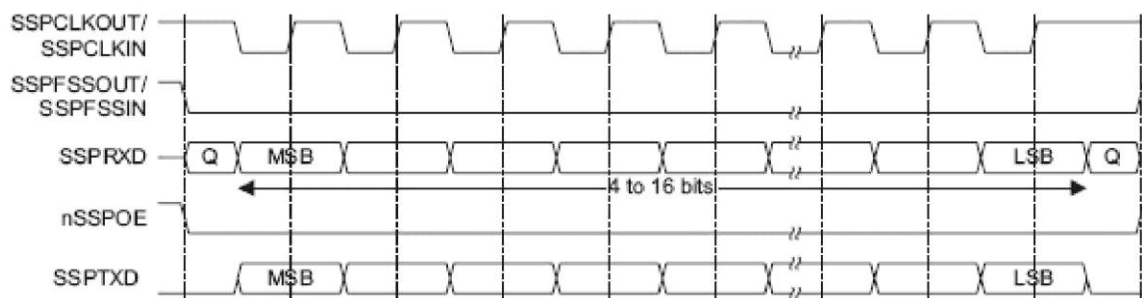 SSPCLKOUT/
SSPCLKIN
SSPFSSOUT/
SSPFSSIN
SSPRXD
Q MSB LSB Q
4 to 16 bits
nSSPOE
SSPTXD
MSB LSB